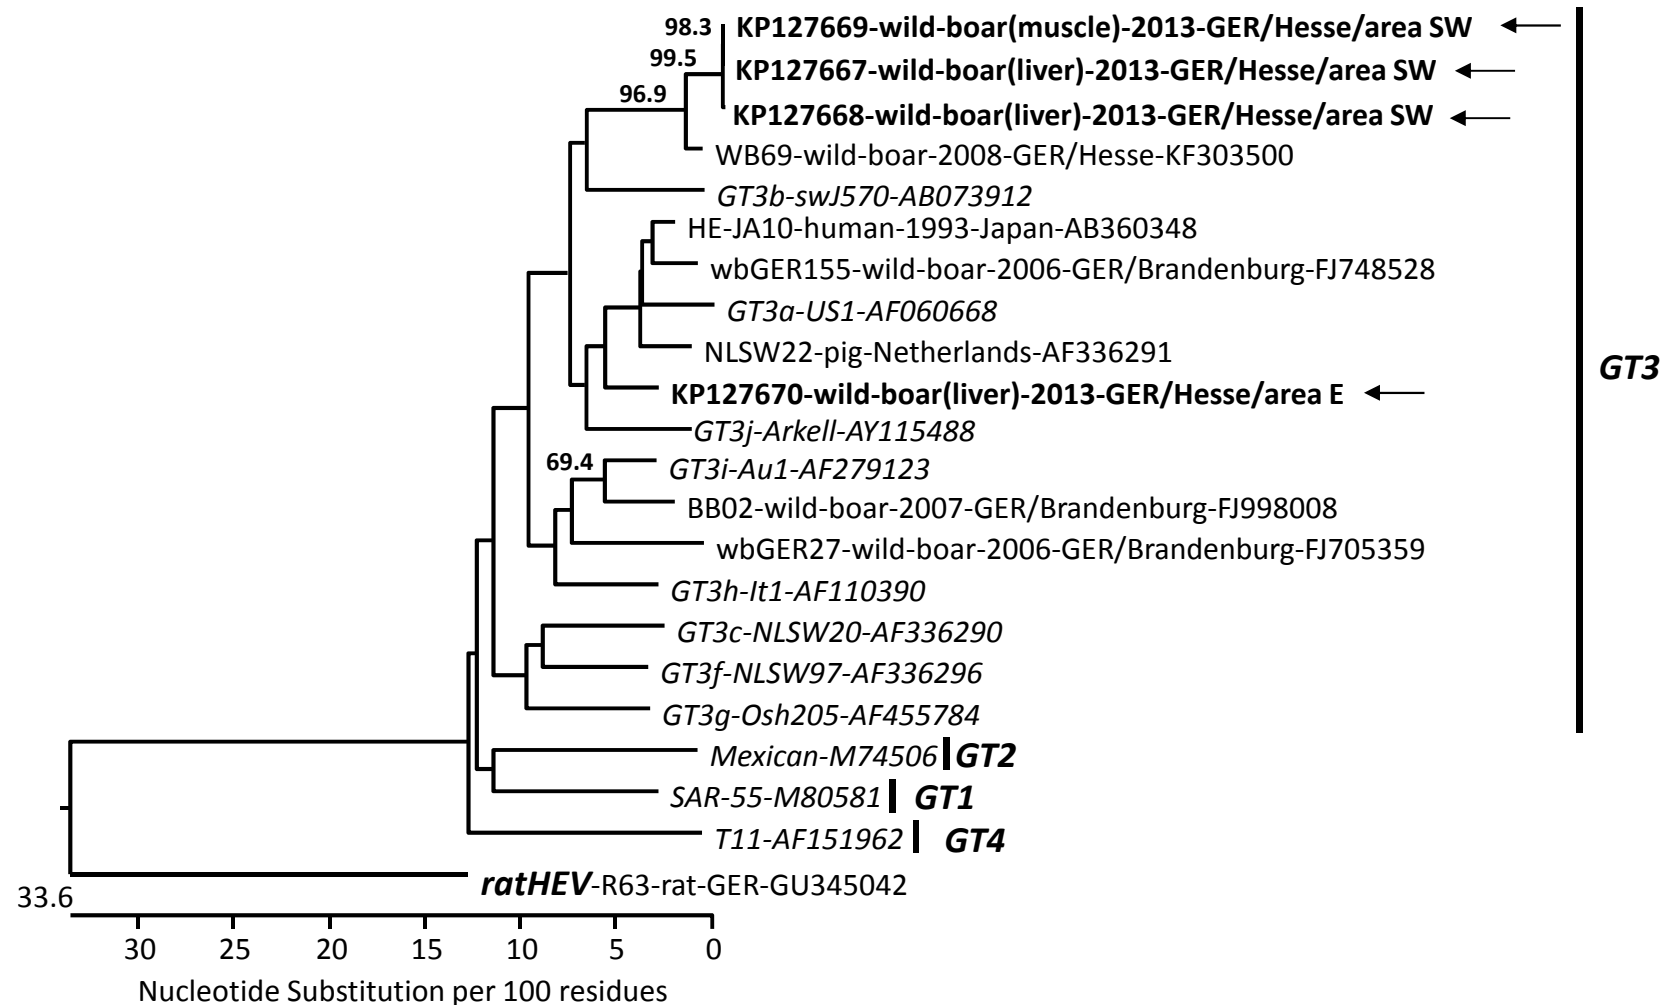 98.3
KP127669-wild-boar(muscle)-2013-GER/Hesse/area SW
99.5
KP127667-wild-boar(liver)-2013-GER/Hesse/area SW
96.9
KP127668-wild-boar(liver)-2013-GER/Hesse/area SW
WB69-wild-boar-2008-GER/Hesse-KF303500
GT3b-swJ570-AB073912
HE-JA10-human-1993-Japan-AB360348
wbGER155-wild-boar-2006-GER/Brandenburg-FJ748528
GT3a-US1-AF060668
NLSW22-pig-Netherlands-AF336291
GT3
KP127670-wild-boar(liver)-2013-GER/Hesse/area E
GT3j-Arkell-AY115488
69.4
GT3i-Au1-AF279123
BB02-wild-boar-2007-GER/Brandenburg-FJ998008
wbGER27-wild-boar-2006-GER/Brandenburg-FJ705359
GT3h-It1-AF110390
GT3c-NLSW20-AF336290
GT3f-NLSW97-AF336296
GT3g-Osh205-AF455784
Mexican-M74506 GT2
SAR-55-M80581 GT1
T11-AF151962 GT4
ratHEV-R63-rat-GER-GU345042
33.6
30 25 20 15 10 5 0
Nucleotide Substitution per 100 residues